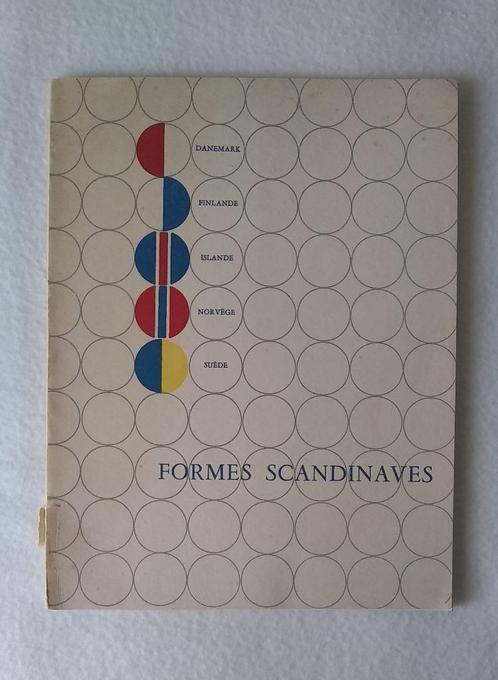 DANEMARK
FINLANDE
ISLANDE
NORVÈGE
SUÈDE
FORMES SCANDINAVES